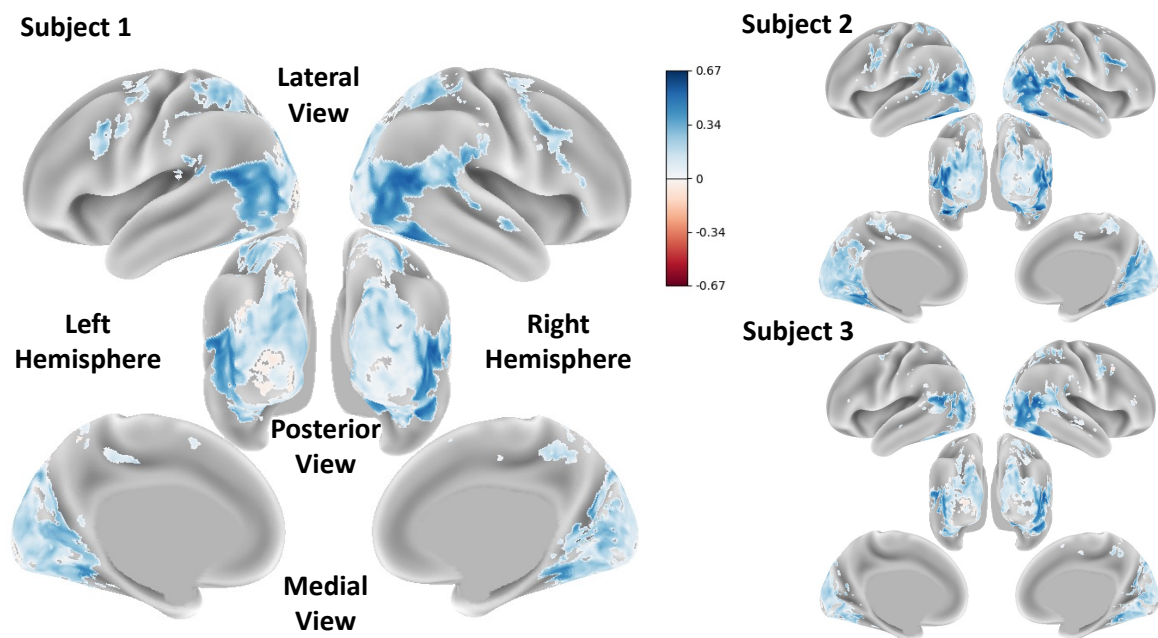 Subject 1
Lateral
View
0.67
0.34
0
-0.34
-0.67
Left
Hemisphere
Right
Hemisphere
Posterior
View
Medial
View
Subject 2
Subject 3